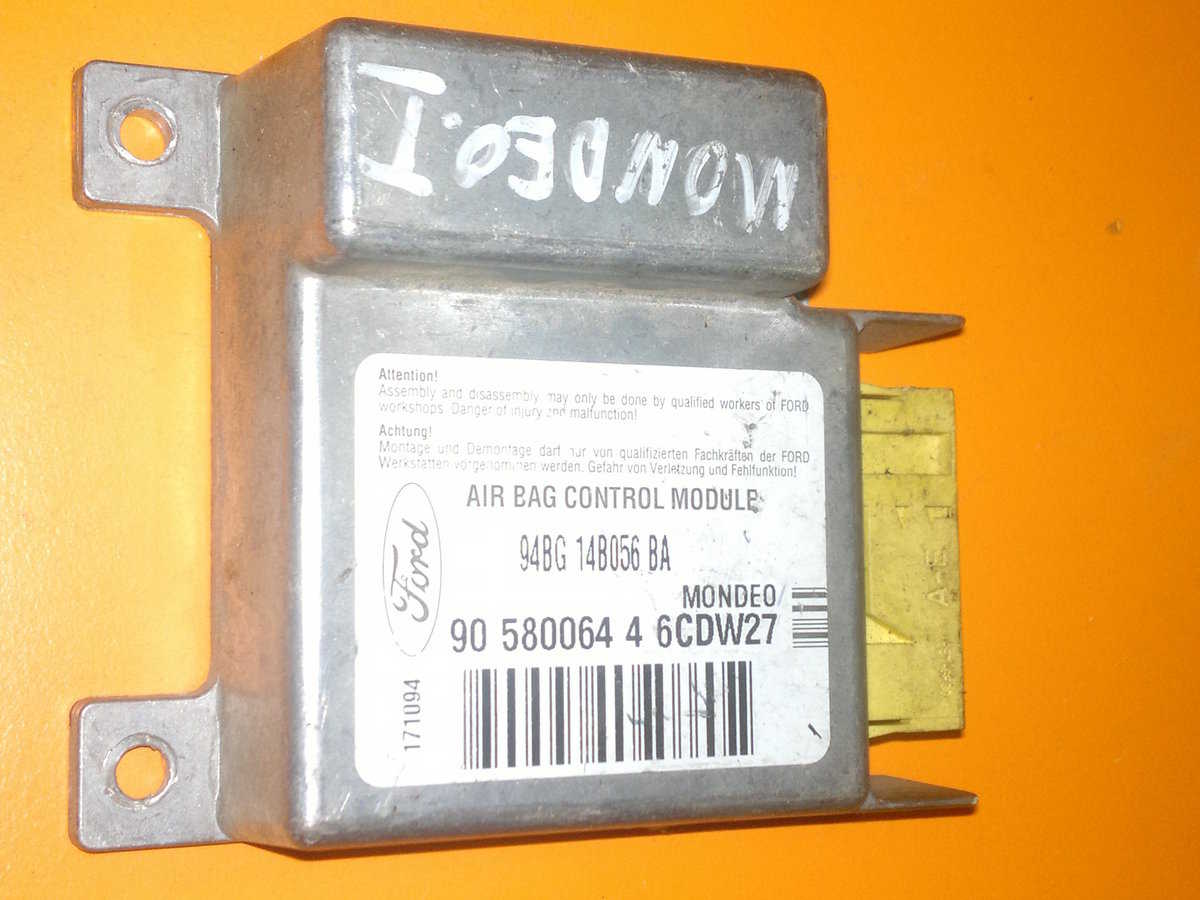 MONDEO.I
Attention!
Assembly and disassembly may only be done by qualified workers of FORD
workshops. Danger of injury and malfunction!
Achtung!
Montage und Demontage darf nur von qualifizierten Fachkräften der FORD
Werkstätten vorgenommen werden. Gefahr von Verletzung und Fehlfunktion!
AIR BAG CONTROL MODULE
94BG 14B056 BA
Ford
MONDEO
90 580064 4 6CDW27
171094
A-E 1